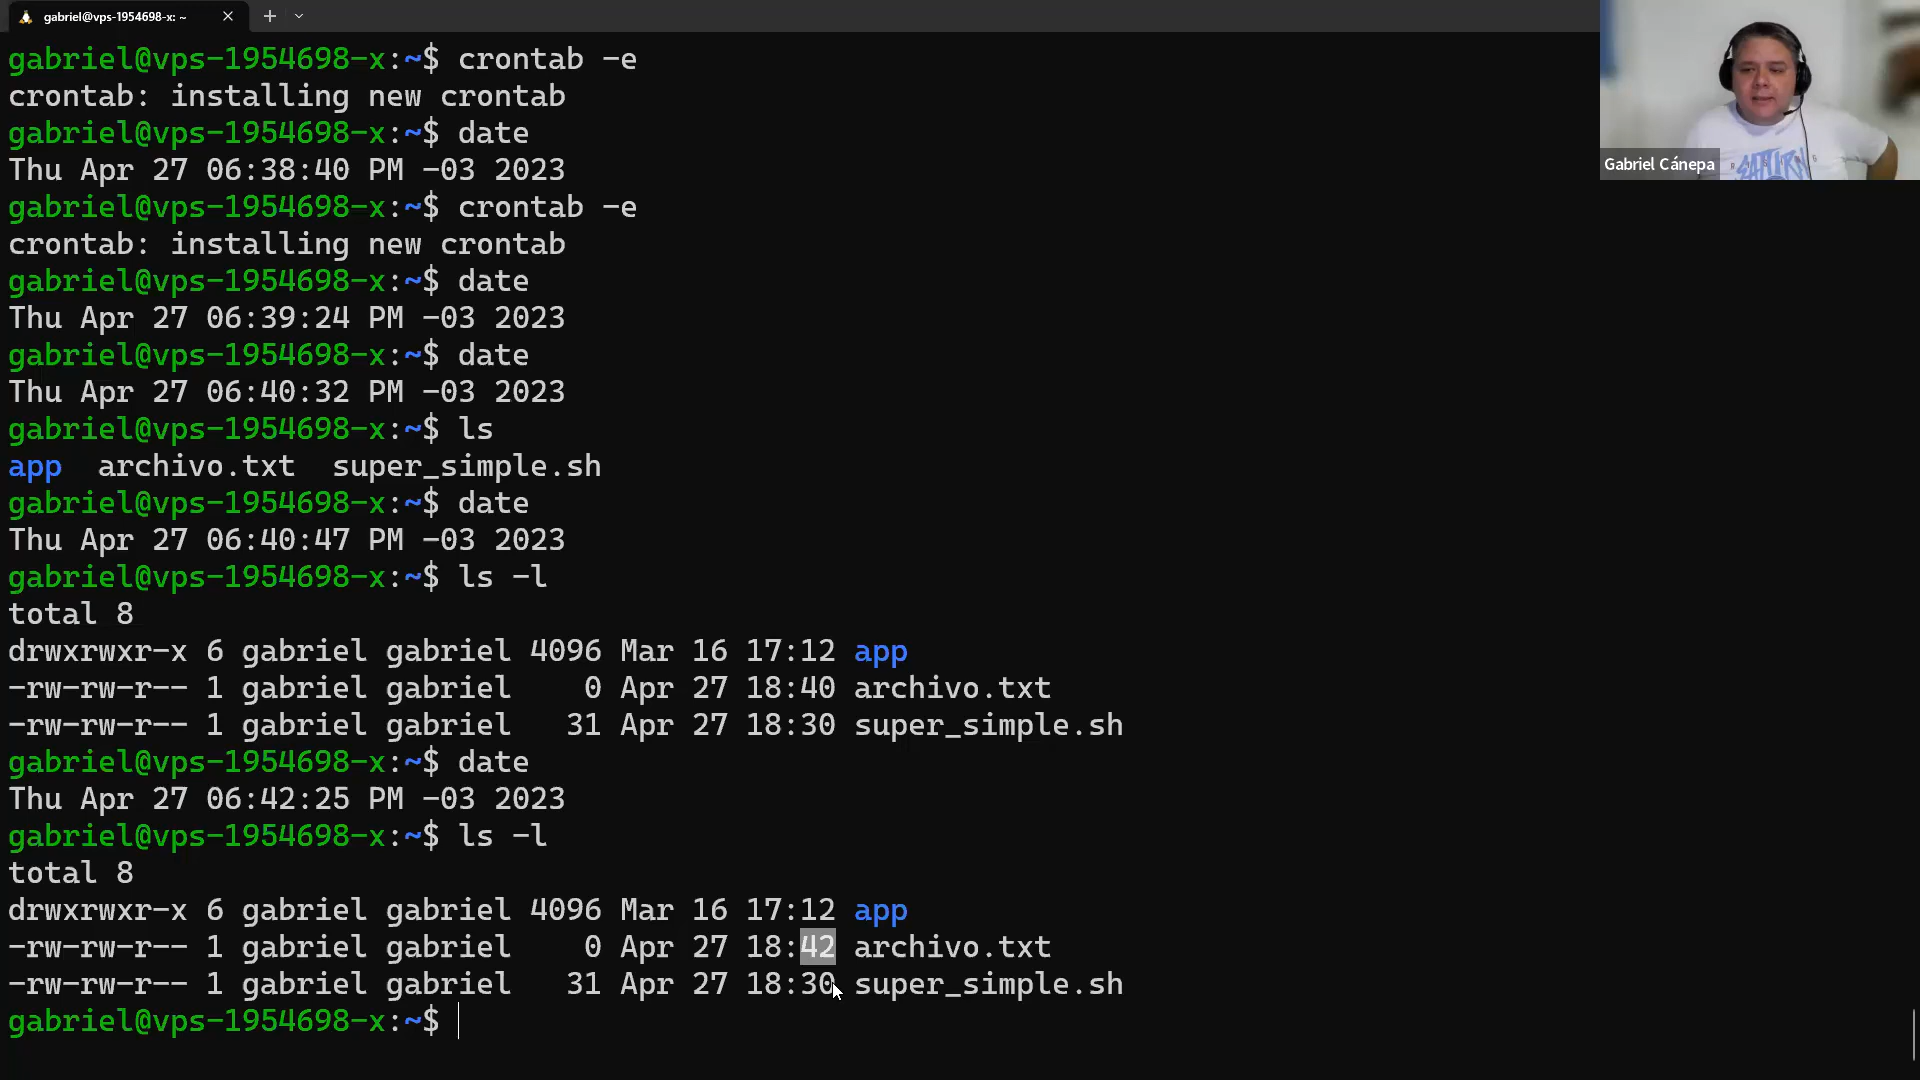 gabriel@vps-1954698-x: ~
gabriel@vps-1954698-x:~$ crontab -e
crontab: installing new crontab
gabriel@vps-1954698-x:~$ date
Thu Apr 27 06:38:40 PM -03 2023
gabriel@vps-1954698-x:~$ crontab -e
crontab: installing new crontab
gabriel@vps-1954698-x:~$ date
Thu Apr 27 06:39:24 PM -03 2023
gabriel@vps-1954698-x:~$ date
Thu Apr 27 06:40:32 PM -03 2023
gabriel@vps-1954698-x:~$ ls
app  archivo.txt  super_simple.sh
gabriel@vps-1954698-x:~$ date
Thu Apr 27 06:40:47 PM -03 2023
gabriel@vps-1954698-x:~$ ls -l
total 8
drwxrwxr-x 6 gabriel gabriel 4096 Mar 16 17:12 app
-rw-rw-r-- 1 gabriel gabriel    0 Apr 27 18:40 archivo.txt
-rw-rw-r-- 1 gabriel gabriel   31 Apr 27 18:30 super_simple.sh
gabriel@vps-1954698-x:~$ date
Thu Apr 27 06:42:25 PM -03 2023
gabriel@vps-1954698-x:~$ ls -l
total 8
drwxrwxr-x 6 gabriel gabriel 4096 Mar 16 17:12 app
-rw-rw-r-- 1 gabriel gabriel    0 Apr 27 18:42 archivo.txt
-rw-rw-r-- 1 gabriel gabriel   31 Apr 27 18:30 super_simple.sh
gabriel@vps-1954698-x:~$
Gabriel Cánepa